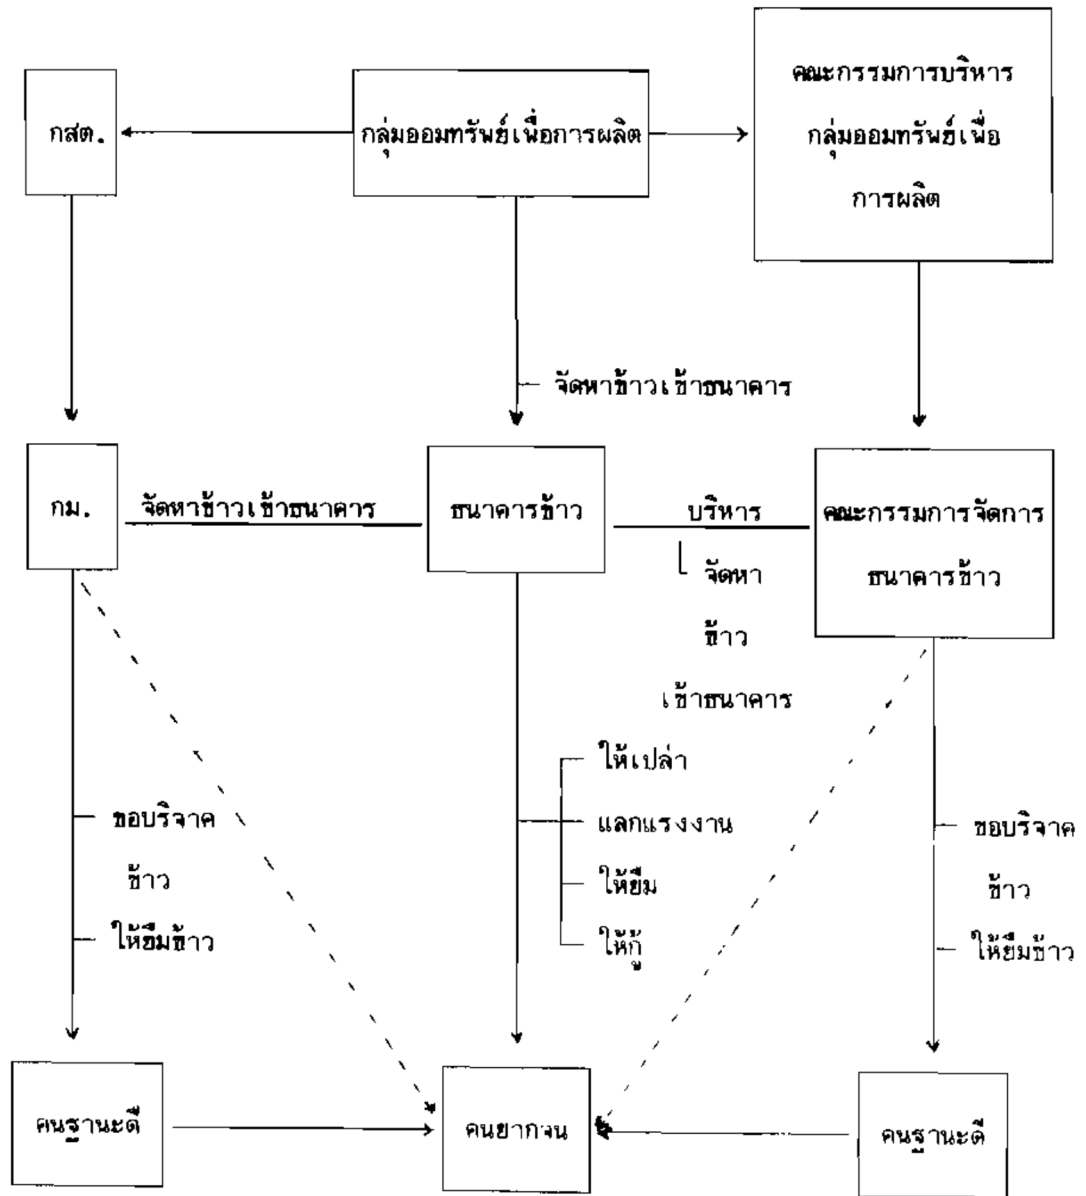 คณะกรรมการบริหาร
กสต.
กลุ่มออมทรัพย์เพื่อการผลิต
กลุ่มออมทรัพย์เพื่อ
การผลิต
จัดหาข้าวเข้าธนาคาร
กม.
จัดหาข้าวเข้าธนาคาร
ธนาคารข้าว
บริหาร
คณะกรรมการจัดการ
ธนาคารข้าว
จัดหา
ข้าว
เข้าธนาคาร
ให้เปล่า
แลกแรงงาน
ให้ยืม
ให้กู้
ขอบริจาค
ข้าว
ให้ยืมข้าว
ขอบริจาค
ข้าว
ให้ยืมข้าว
คนฐานะดี
คนยากจน
คนฐานะดี